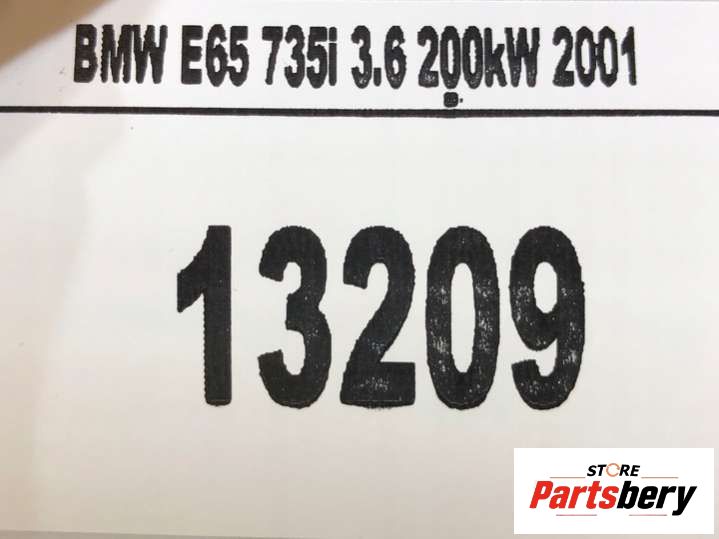 BMW E65 735i 3.6 200kW 2001
13209
STORE
Partsbery